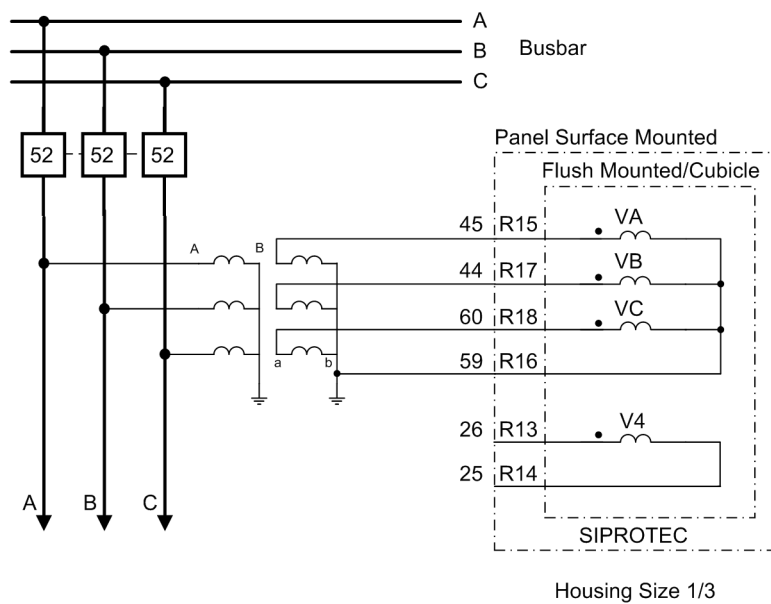 A
B Busbar
C
52 52 52
Panel Surface Mounted
Flush Mounted/Cubicle
A B
45 R15 VA
44 R17 VB
60 R18 VC
a b
59 R16
26 R13 V4
25 R14
A B C
SIPROTEC
Housing Size 1/3